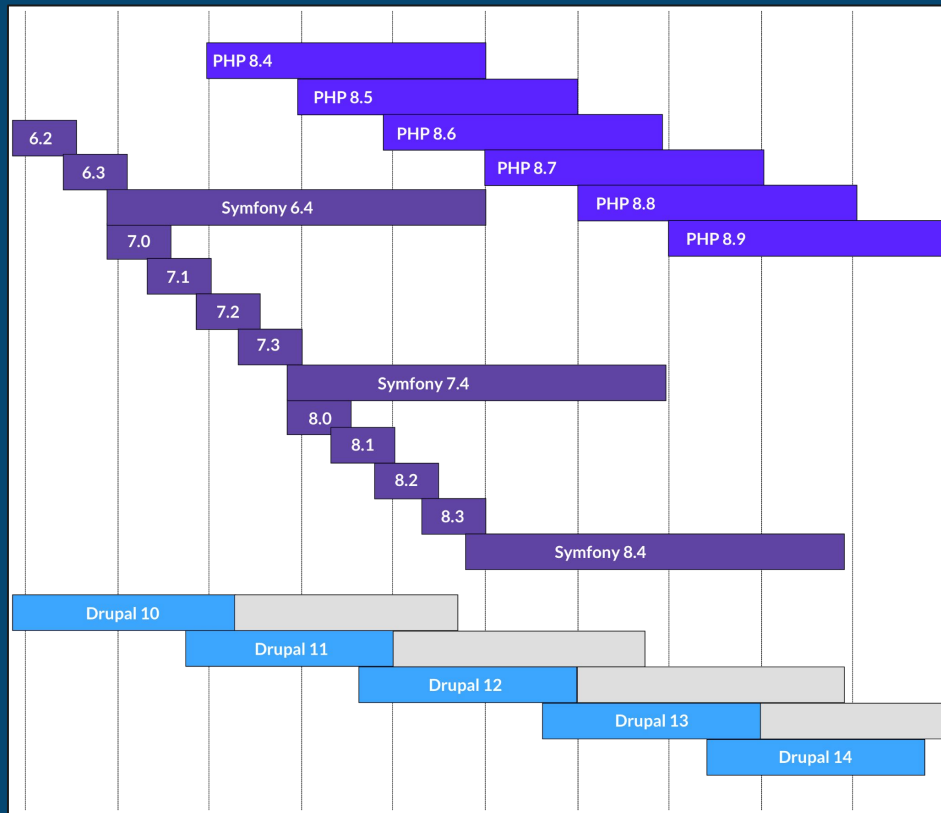 PHP 8.4
PHP 8.5
PHP 8.6
6.2
PHP 8.7
6.3
PHP 8.8
Symfony 6.4
PHP 8.9
7.0
7.1
7.2
7.3
Symfony 7.4
8.0
8.1
8.2
8.3
Symfony 8.4
Drupal 10
Drupal 11
Drupal 12
Drupal 13
Drupal 14